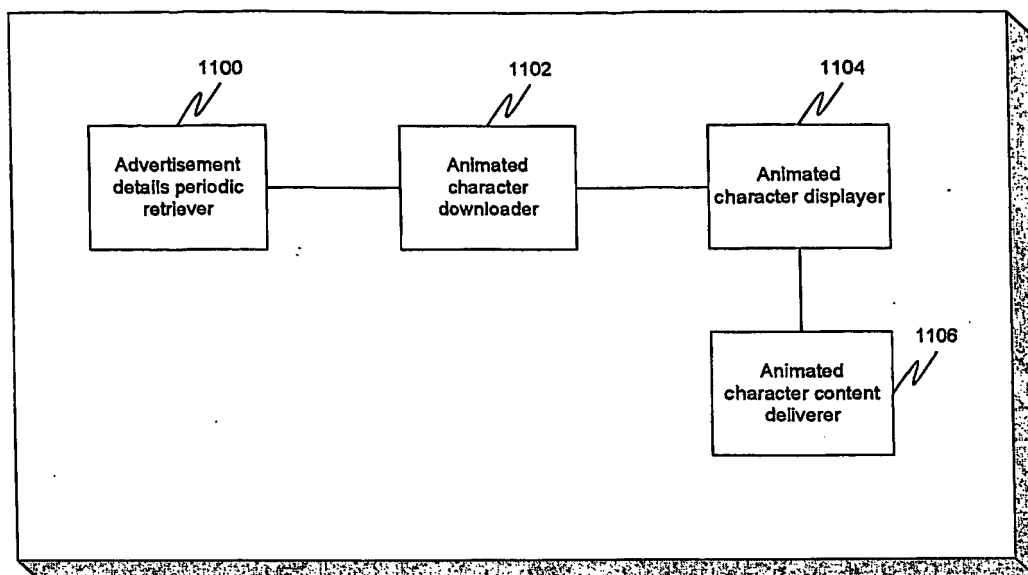 1100
1102
1104
Advertisement
details periodic
retriever
Animated
character
downloader
Animated
character displayer
1106
Animated
character content
deliverer